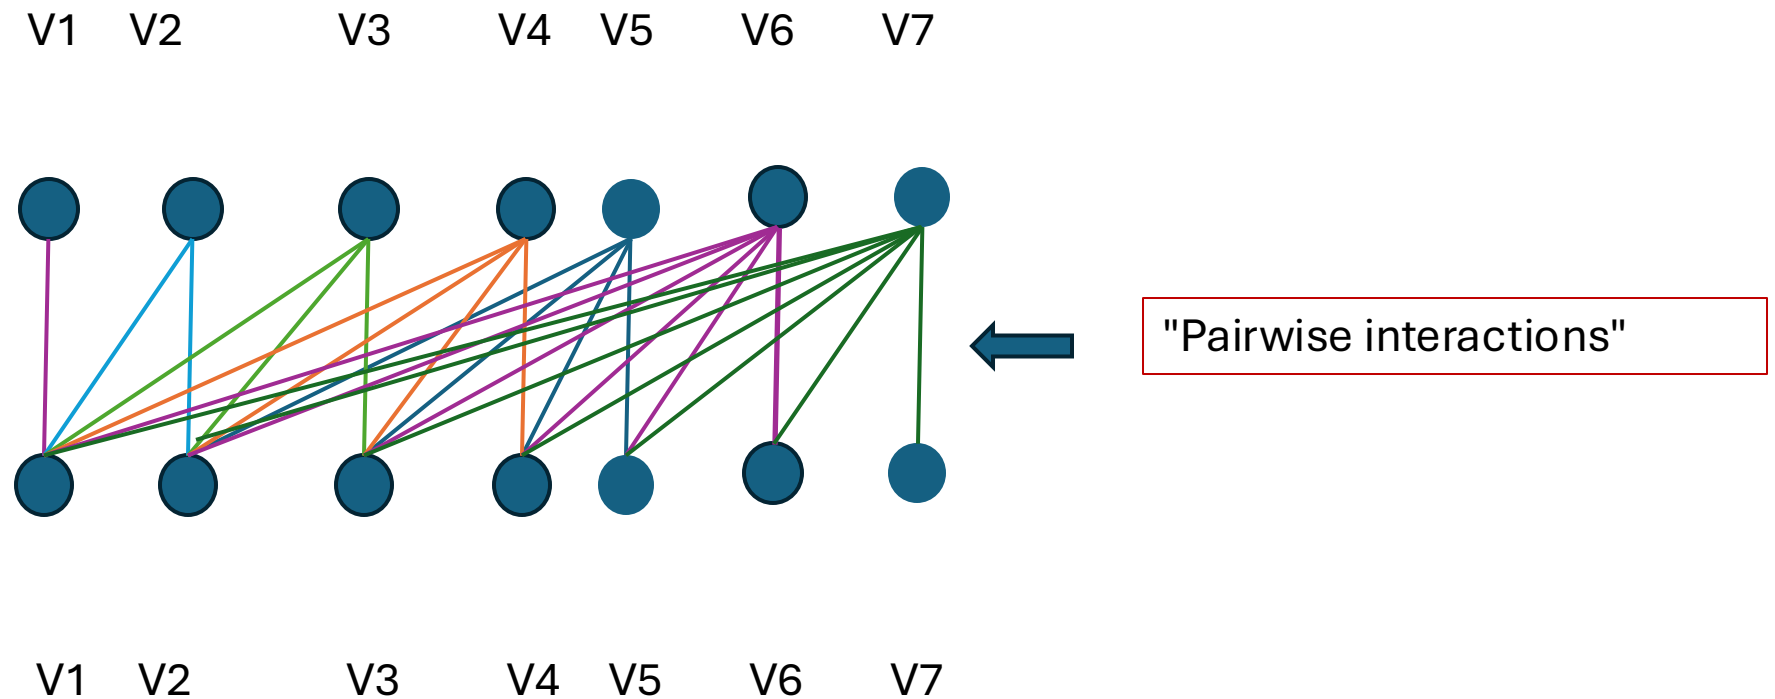 V1 V2 V3 V4 V5 V6 V7
"Pairwise interactions"
V1 V2 V3 V4 V5 V6 V7